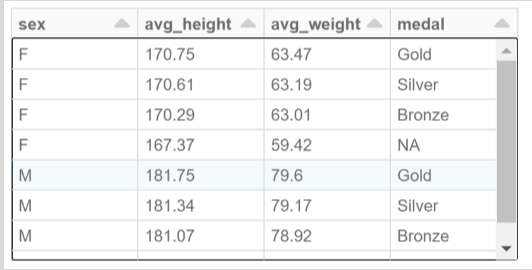 sex avg_height avg_weight medal
F 170.75 63.47 Gold
F 170.61 63.19 Silver
F 170.29 63.01 Bronze
F 167.37 59.42 NA
M 181.75 79.6 Gold
M 181.34 79.17 Silver
M 181.07 78.92 Bronze